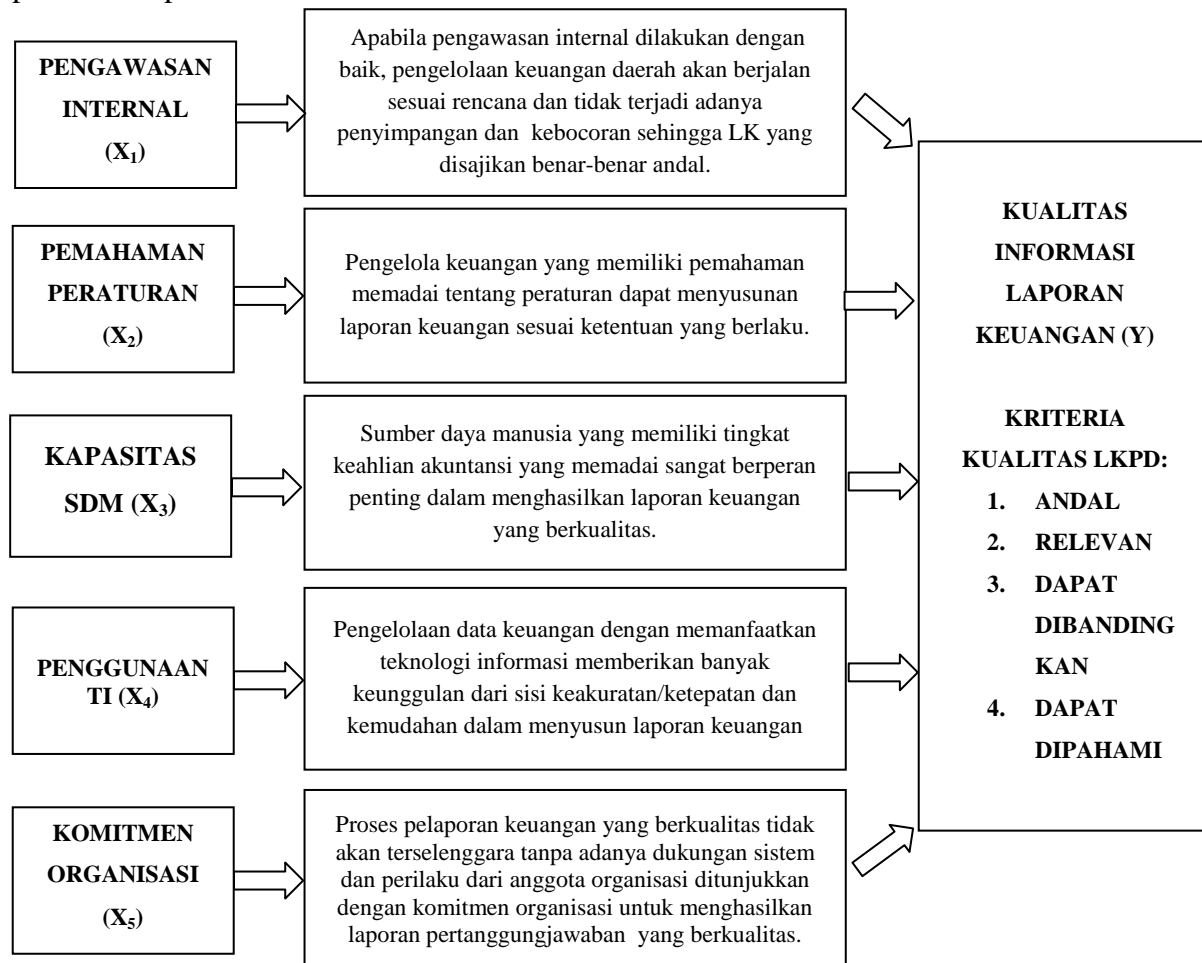 PENGAWASAN
INTERNAL
(X₁)
Apabila pengawasan internal dilakukan dengan
baik, pengelolaan keuangan daerah akan berjalan
sesuai rencana dan tidak terjadi adanya
penyimpangan dan kebocoran sehingga LK yang
disajikan benar-benar andal.
PEMAHAMAN
PERATURAN
(X₂)
Pengelola keuangan yang memiliki pemahaman
memadai tentang peraturan dapat menyusunan
laporan keuangan sesuai ketentuan yang berlaku.
KAPASITAS
SDM (X₃)
Sumber daya manusia yang memiliki tingkat
keahlian akuntansi yang memadai sangat berperan
penting dalam menghasilkan laporan keuangan
yang berkualitas.
PENGGUNAAN
TI (X₄)
Pengelolaan data keuangan dengan memanfaatkan
teknologi informasi memberikan banyak
keunggulan dari sisi keakuratan/ketepatan dan
kemudahan dalam menyusun laporan keuangan
KOMITMEN
ORGANISASI
(X₅)
Proses pelaporan keuangan yang berkualitas tidak
akan terselenggara tanpa adanya dukungan sistem
dan perilaku dari anggota organisasi ditunjukkan
dengan komitmen organisasi untuk menghasilkan
laporan pertanggungjawaban yang berkualitas.
KUALITAS
INFORMASI
LAPORAN
KEUANGAN (Y)
KRITERIA
KUALITAS LKPD:
1. ANDAL
2. RELEVAN
3. DAPAT
DIBANDING
KAN
4. DAPAT
DIPAHAMI